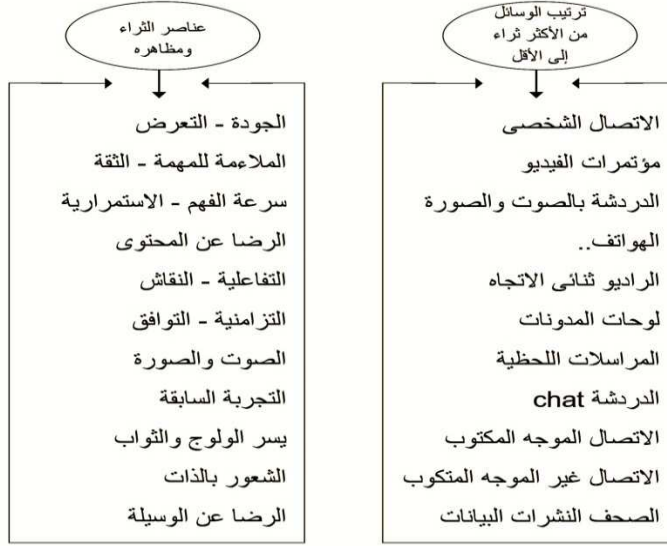 ترتيب الوسائل
من الأكثر ثراء
إلى الأقل
الاتصال الشخصى
مؤتمرات الفيديو
الدردشة بالصوت والصورة
الهواتف..
الراديو ثنائى الاتجاه
لوحات المدونات
المراسلات اللحظية
الدردشة chat
الاتصال الموجه المكتوب
الاتصال غير الموجه المتكوب
الصحف النشرات البيانات
عناصر الثراء
ومظاهره
الجودة - التعرض
الملاءمة للمهمة - الثقة
سرعة الفهم - الاستمرارية
الرضا عن المحتوى
التفاعلية - النقاش
التزامنية - التوافق
الصوت والصورة
التجربة السابقة
يسر الولوج والثواب
الشعور بالذات
الرضا عن الوسيلة